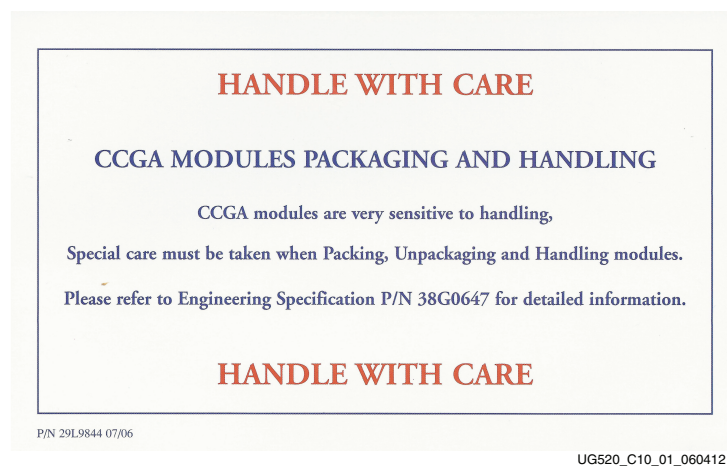 HANDLE WITH CARE
CCGA MODULES PACKAGING AND HANDLING
CCGA modules are very sensitive to handling,
Special care must be taken when Packing, Unpackaging and Handling modules.
Please refer to Engineering Specification P/N 38G0647 for detailed information.
HANDLE WITH CARE
P/N 29L9844 07/06
UG520_C10_01_060412